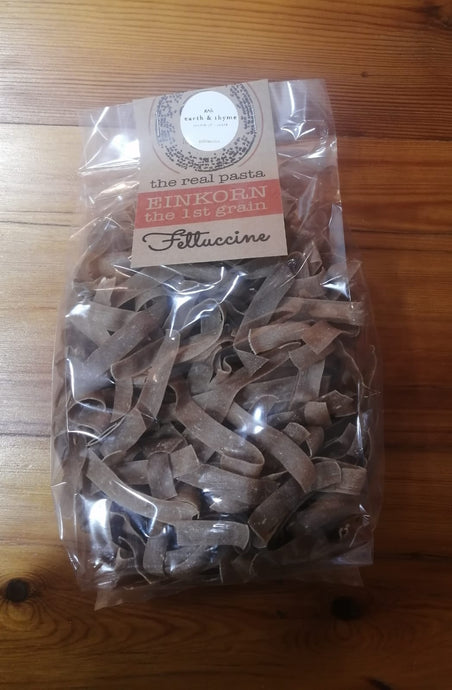 earth & thyme
the real pasta
EINKORN
the 1st grain
Fettuccine